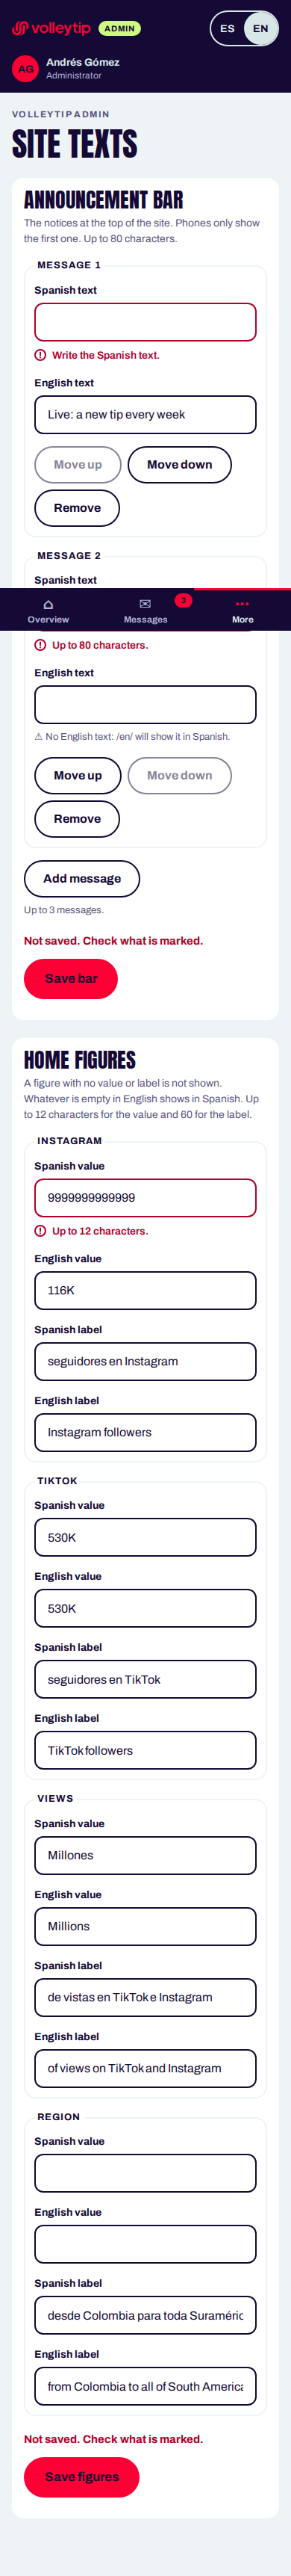 volleytip ADMIN ES EN
AG Andrés Gómez
Administrator
VOLLEYTIP ADMIN
SITE TEXTS
ANNOUNCEMENT BAR
The notices at the top of the site. Phones only show
the first one. Up to 80 characters.
MESSAGE 1
Spanish text
Write the Spanish text.
English text
Live: a new tip every week
Move up Move down
Remove
MESSAGE 2
Spanish text
Overview Messages 3 More
Up to 80 characters.
English text
⚠ No English text: /en/ will show it in Spanish.
Move up Move down
Remove
Add message
Up to 3 messages.
Not saved. Check what is marked.
Save bar
HOME FIGURES
A figure with no value or label is not shown.
Whatever is empty in English shows in Spanish. Up
to 12 characters for the value and 60 for the label.
INSTAGRAM
Spanish value
9999999999999
Up to 12 characters.
English value
116K
Spanish label
seguidores en Instagram
English label
Instagram followers
TIKTOK
Spanish value
530K
English value
530K
Spanish label
seguidores en TikTok
English label
TikTok followers
VIEWS
Spanish value
Millones
English value
Millions
Spanish label
de vistas en TikTok e Instagram
English label
of views on TikTok and Instagram
REGION
Spanish value
English value
Spanish label
desde Colombia para toda Suraméric
English label
from Colombia to all of South America
Not saved. Check what is marked.
Save figures